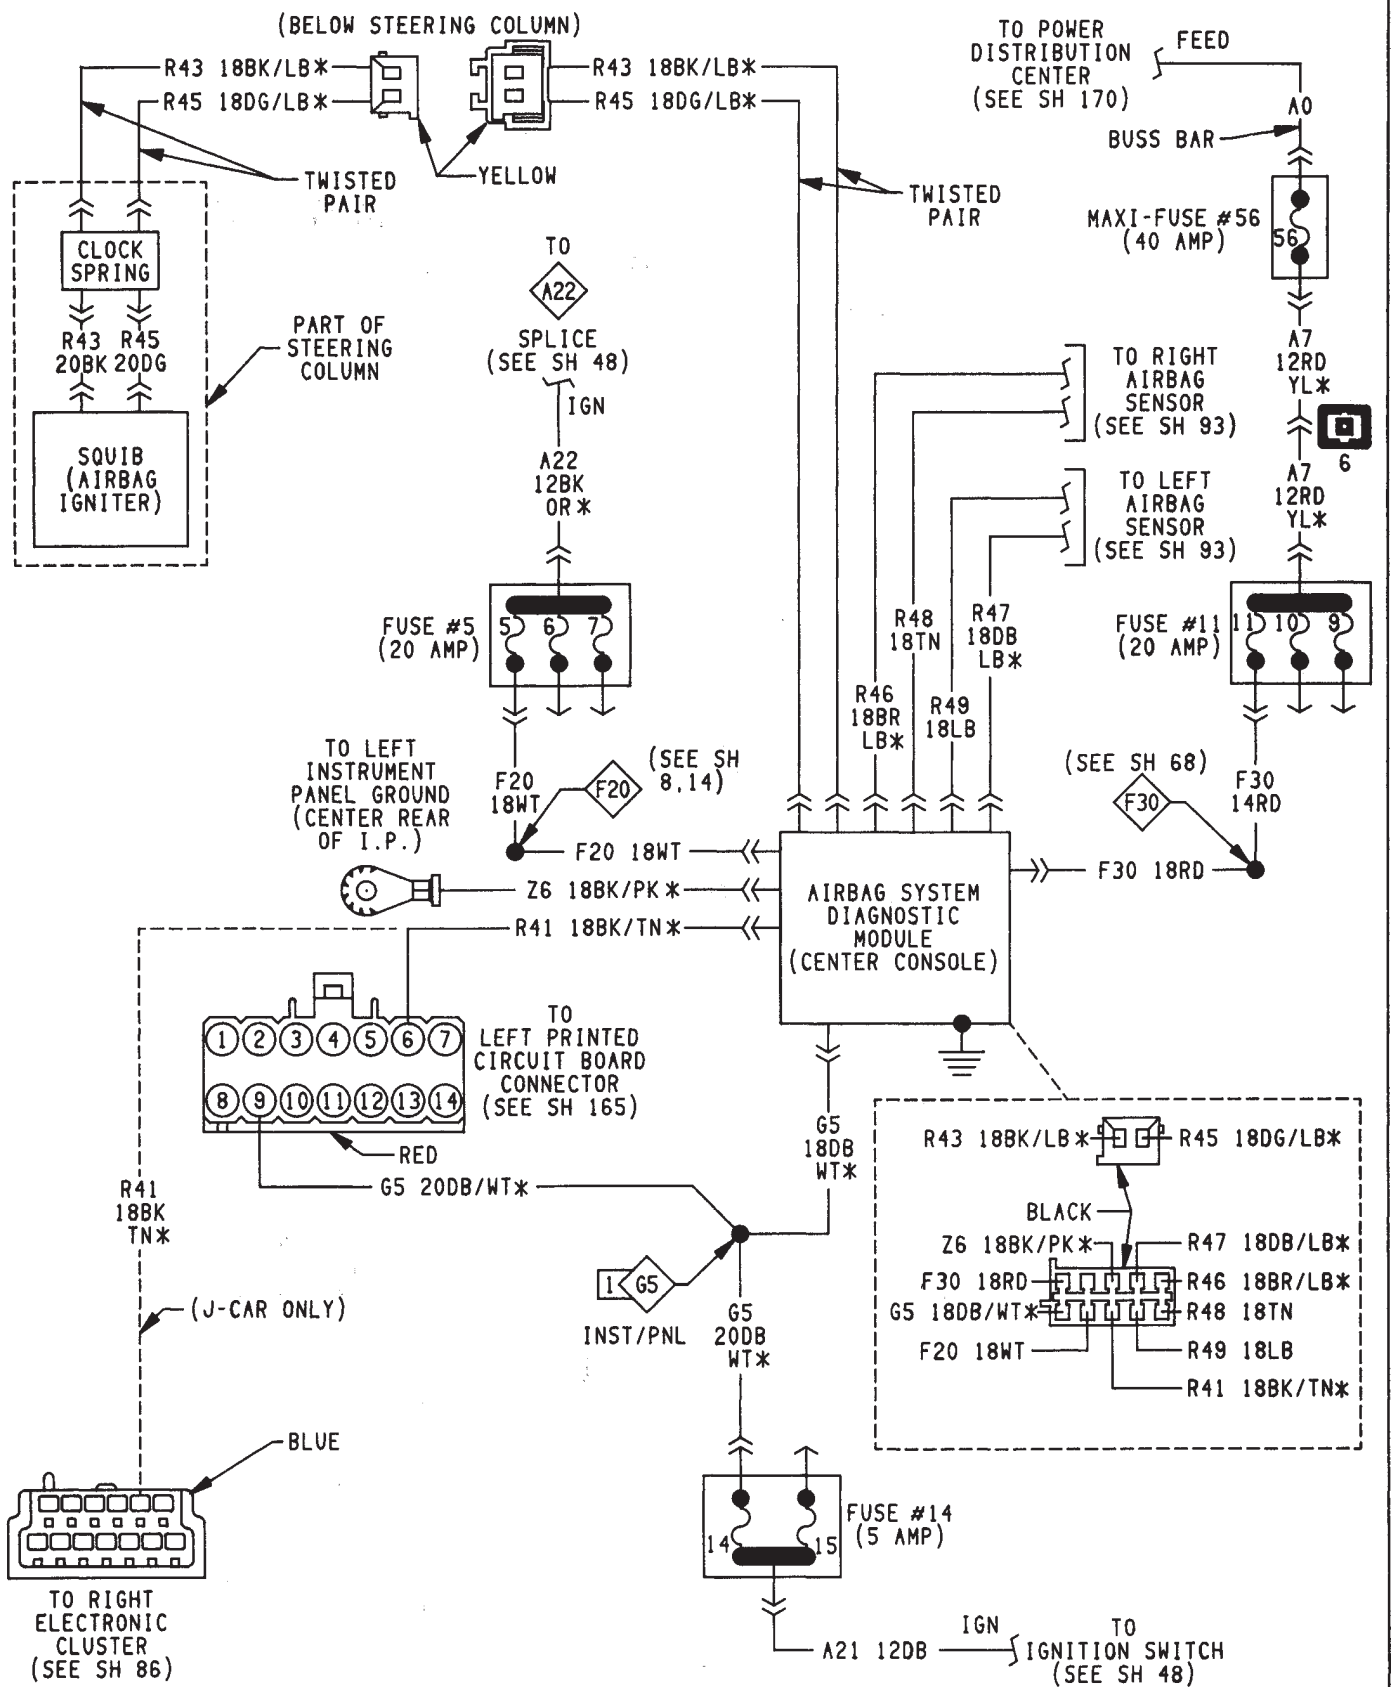 (BELOW STEERING COLUMN)
R43 18BK/LB*
R45 18DG/LB*
R43 18BK/LB*
R45 18DG/LB*
YELLOW
TWISTED
PAIR
TWISTED
PAIR
TO POWER
DISTRIBUTION
CENTER
(SEE SH 170)
FEED
A0
BUSS BAR
MAXI-FUSE #56
(40 AMP)
56
A7
12RD
YL*
6
A7
12RD
YL*
CLOCK
SPRING
R43 R45
20BK 20DG
PART OF
STEERING
COLUMN
SQUIB
(AIRBAG
IGNITER)
TO
A22
SPLICE
(SEE SH 48)
IGN
A22
12BK
OR*
FUSE #5
(20 AMP)
5 6 7
TO RIGHT
AIRBAG
SENSOR
(SEE SH 93)
TO LEFT
AIRBAG
SENSOR
(SEE SH 93)
R46
18BR
LB*
R48
18TN
R49
18LB
R47
18DB
LB*
FUSE #11
(20 AMP)
11 10 9
(SEE SH 68)
F30
F30
14RD
F30 18RD
TO LEFT
INSTRUMENT
PANEL GROUND
(CENTER REAR
OF I.P.)
F20
18WT
F20
(SEE SH
8,14)
F20 18WT
Z6 18BK/PK*
R41 18BK/TN*
AIRBAG SYSTEM
DIAGNOSTIC
MODULE
(CENTER CONSOLE)
1 2 3 4 5 6 7
8 9 10 11 12 13 14
TO
LEFT PRINTED
CIRCUIT BOARD
CONNECTOR
(SEE SH 165)
RED
G5 20DB/WT*
G5
18DB
WT*
R41
18BK
TN*
(J-CAR ONLY)
1 G5
INST/PNL
G5
20DB
WT*
R43 18BK/LB*
R45 18DG/LB*
BLACK
Z6 18BK/PK*
R47 18DB/LB*
F30 18RD
R46 18BR/LB*
G5 18DB/WT*
R48 18TN
F20 18WT
R49 18LB
R41 18BK/TN*
BLUE
TO RIGHT
ELECTRONIC
CLUSTER
(SEE SH 86)
14 15
FUSE #14
(5 AMP)
A21 12DB
IGN
TO
IGNITION SWITCH
(SEE SH 48)